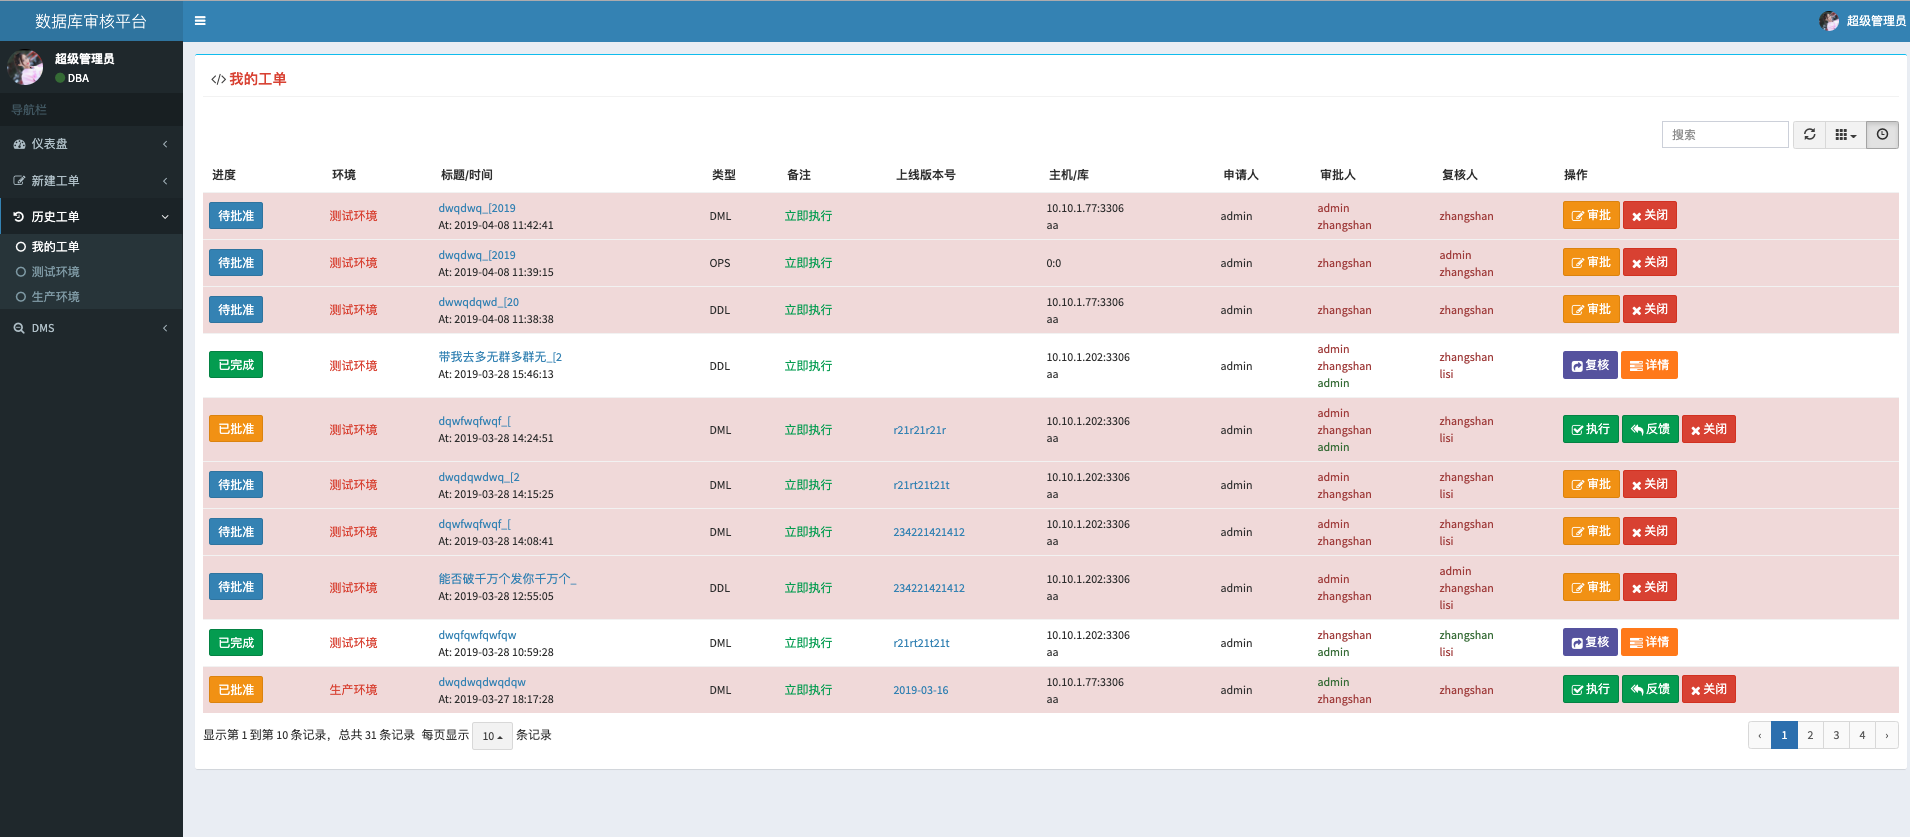 数据库审核平台
超级管理员
超级管理员
DBA
导航栏
仪表盘
新建工单
历史工单
我的工单
测试环境
生产环境
DMS
</> 我的工单
搜索
进度 环境 标题/时间 类型 备注 上线版本号 主机/库 申请人 审批人 复核人 操作
待批准 测试环境 dwqdwq_[2019 At: 2019-04-08 11:42:41 DML 立即执行 10.10.1.77:3306 aa admin admin zhangshan zhangshan 审批 关闭
待批准 测试环境 dwqdwq_[2019 At: 2019-04-08 11:39:15 OPS 立即执行 0:0 admin zhangshan admin zhangshan 审批 关闭
待批准 测试环境 dwwqdqwd_[20 At: 2019-04-08 11:38:38 DDL 立即执行 10.10.1.77:3306 aa admin zhangshan zhangshan 审批 关闭
已完成 测试环境 带我去多无群多群无_[2 At: 2019-03-28 15:46:13 DDL 立即执行 10.10.1.202:3306 aa admin admin zhangshan admin zhangshan lisi 复核 详情
已批准 测试环境 dqwfwqfwqf_[ At: 2019-03-28 14:24:51 DML 立即执行 r21r21r21r 10.10.1.202:3306 aa admin admin zhangshan admin zhangshan lisi 执行 反馈 关闭
待批准 测试环境 dwqdqwdwq_[2 At: 2019-03-28 14:15:25 DML 立即执行 r21rt21t21t 10.10.1.202:3306 aa admin admin zhangshan zhangshan lisi 审批 关闭
待批准 测试环境 dqwfwqfwqf_[ At: 2019-03-28 14:08:41 DML 立即执行 234221421412 10.10.1.202:3306 aa admin admin zhangshan zhangshan lisi 审批 关闭
待批准 测试环境 能否破千万个发你千万个_ At: 2019-03-28 12:55:05 DDL 立即执行 234221421412 10.10.1.202:3306 aa admin admin zhangshan admin zhangshan lisi 审批 关闭
已完成 测试环境 dwqfqwfqwfqw At: 2019-03-28 10:59:28 DML 立即执行 r21rt21t21t 10.10.1.202:3306 aa admin zhangshan admin zhangshan lisi 复核 详情
已批准 生产环境 dwqdwqdwqdqw At: 2019-03-27 18:17:28 DML 立即执行 2019-03-16 10.10.1.77:3306 aa admin admin zhangshan zhangshan 执行 反馈 关闭
显示第 1 到第 10 条记录，总共 31 条记录 每页显示 10 条记录
‹ 1 2 3 4 ›